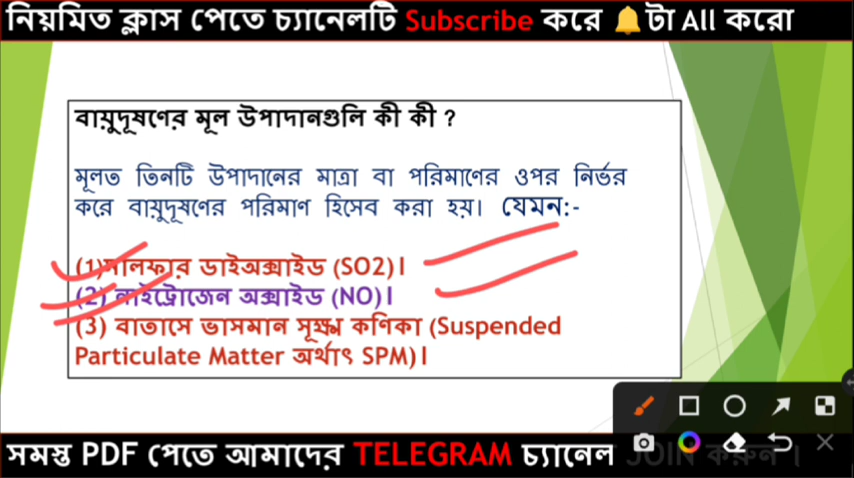 নিয়মিত ক্লাস পেতে চ্যানেলটি Subscribe করে 🔔টা All করো
বায়ুদূষণের মূল উপাদানগুলি কী কী ?
মূলত তিনটি উপাদানের মাত্রা বা পরিমাণের ওপর নির্ভর
করে বায়ুদূষণের পরিমাণ হিসেব করা হয়। যেমন:-
(1)সালফার ডাইঅক্সাইড (SO2)।
(2) নাইট্রোজেন অক্সাইড (NO)।
(3) বাতাসে ভাসমান সূক্ষ্ম কণিকা (Suspended
Particulate Matter অর্থাৎ SPM)।
সমস্ত PDF পেতে আমাদের TELEGRAM চ্যানেল JOIN করুন ।